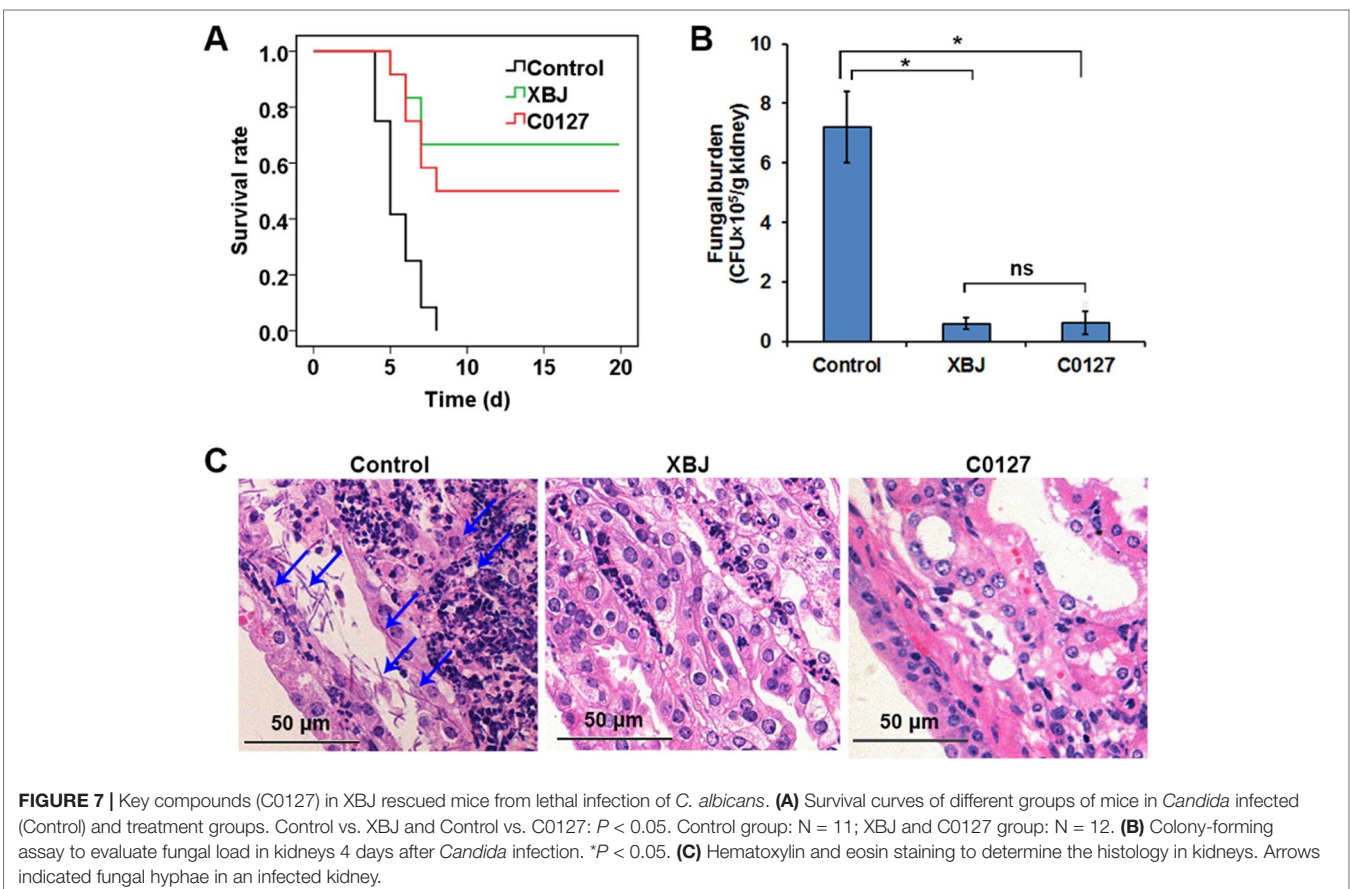 A
1.0
0.8
0.6
0.4
0.2
0.0
Survival rate
Control
XBJ
C0127
0
5
10
15
20
Time (d)
B
10
8
6
4
2
0
Fungal burden
(CFU×10⁵/g kidney)
*
*
ns
Control
XBJ
C0127
C
Control
XBJ
C0127
50 µm
50 µm
50 µm
FIGURE 7 | Key compounds (C0127) in XBJ rescued mice from lethal infection of C. albicans. (A) Survival curves of different groups of mice in Candida infected
(Control) and treatment groups. Control vs. XBJ and Control vs. C0127: P < 0.05. Control group: N = 11; XBJ and C0127 group: N = 12. (B) Colony-forming
assay to evaluate fungal load in kidneys 4 days after Candida infection. *P < 0.05. (C) Hematoxylin and eosin staining to determine the histology in kidneys. Arrows
indicated fungal hyphae in an infected kidney.